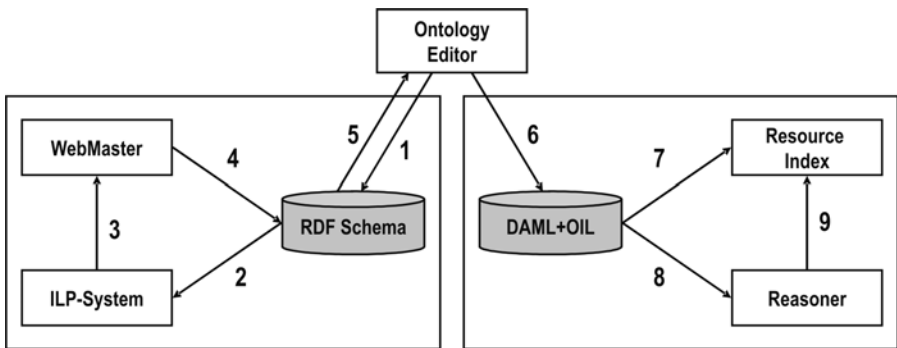 Ontology
Editor
5
1
6
WebMaster
4
7
Resource
Index
3
RDF Schema
DAML+OIL
9
2
8
ILP-System
Reasoner